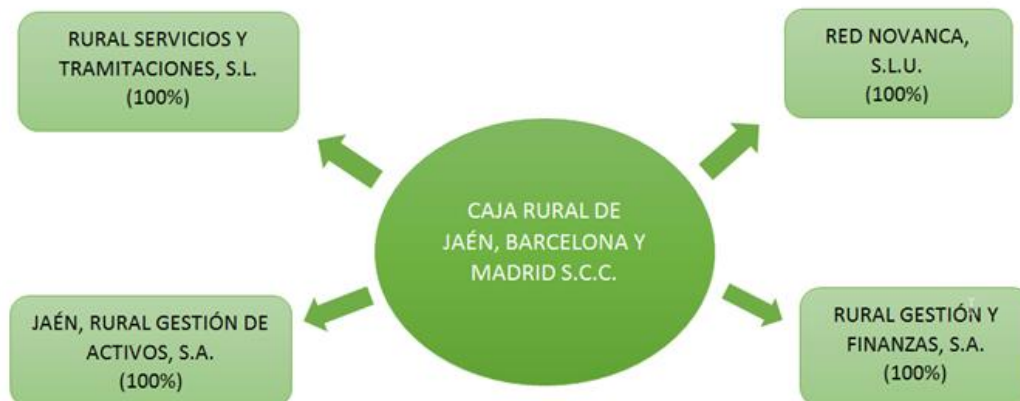 RURAL SERVICIOS Y
TRAMITACIONES, S.L.
(100%)
RED NOVANCA,
S.L.U.
(100%)
CAJA RURAL DE
JAÉN, BARCELONA Y
MADRID S.C.C.
JAÉN, RURAL GESTIÓN DE
ACTIVOS, S.A.
(100%)
RURAL GESTIÓN Y
FINANZAS, S.A.
(100%)